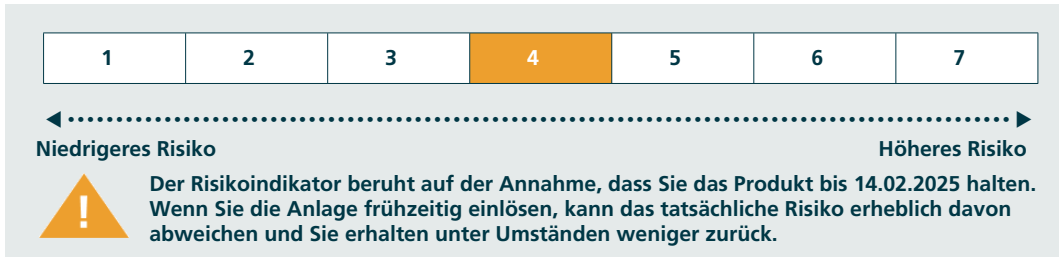 1 2 3 4 5 6 7
Niedrigeres Risiko Höheres Risiko
Der Risikoindikator beruht auf der Annahme, dass Sie das Produkt bis 14.02.2025 halten.
Wenn Sie die Anlage frühzeitig einlösen, kann das tatsächliche Risiko erheblich davon
abweichen und Sie erhalten unter Umständen weniger zurück.